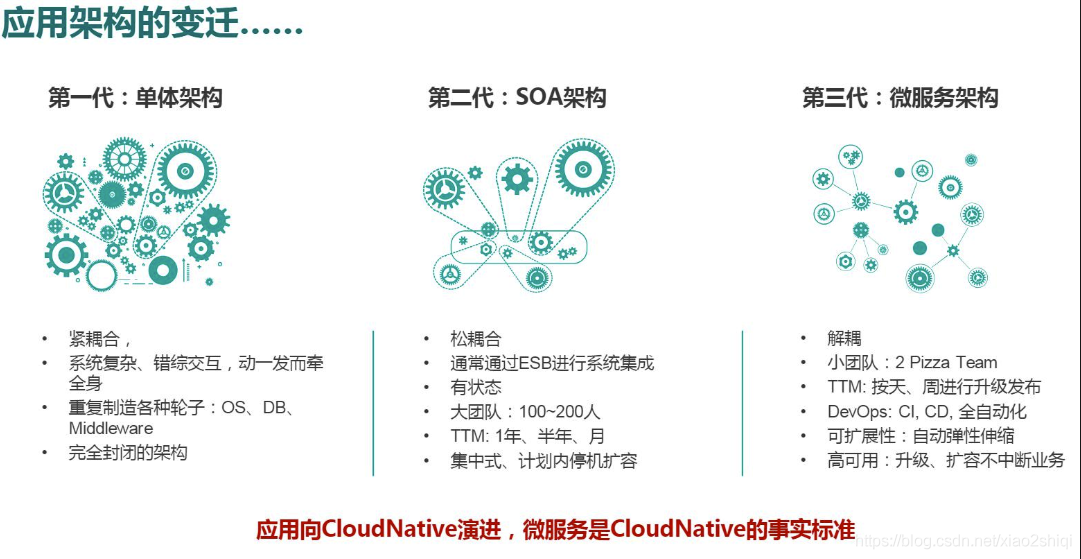 应用架构的变迁……
第一代：单体架构
• 紧耦合，
• 系统复杂、错综交互，动一发而牵
全身
• 重复制造各种轮子：OS、DB、
Middleware
• 完全封闭的架构
第二代：SOA架构
• 松耦合
• 通常通过ESB进行系统集成
• 有状态
• 大团队：100~200人
• TTM: 1年、半年、月
• 集中式、计划内停机扩容
第三代：微服务架构
• 解耦
• 小团队：2 Pizza Team
• TTM: 按天、周进行升级发布
• DevOps: CI, CD, 全自动化
• 可扩展性：自动弹性伸缩
• 高可用：升级、扩容不中断业务
应用向CloudNative演进，微服务是CloudNative的事实标准
https://blog.csdn.net/xiao2shiqi